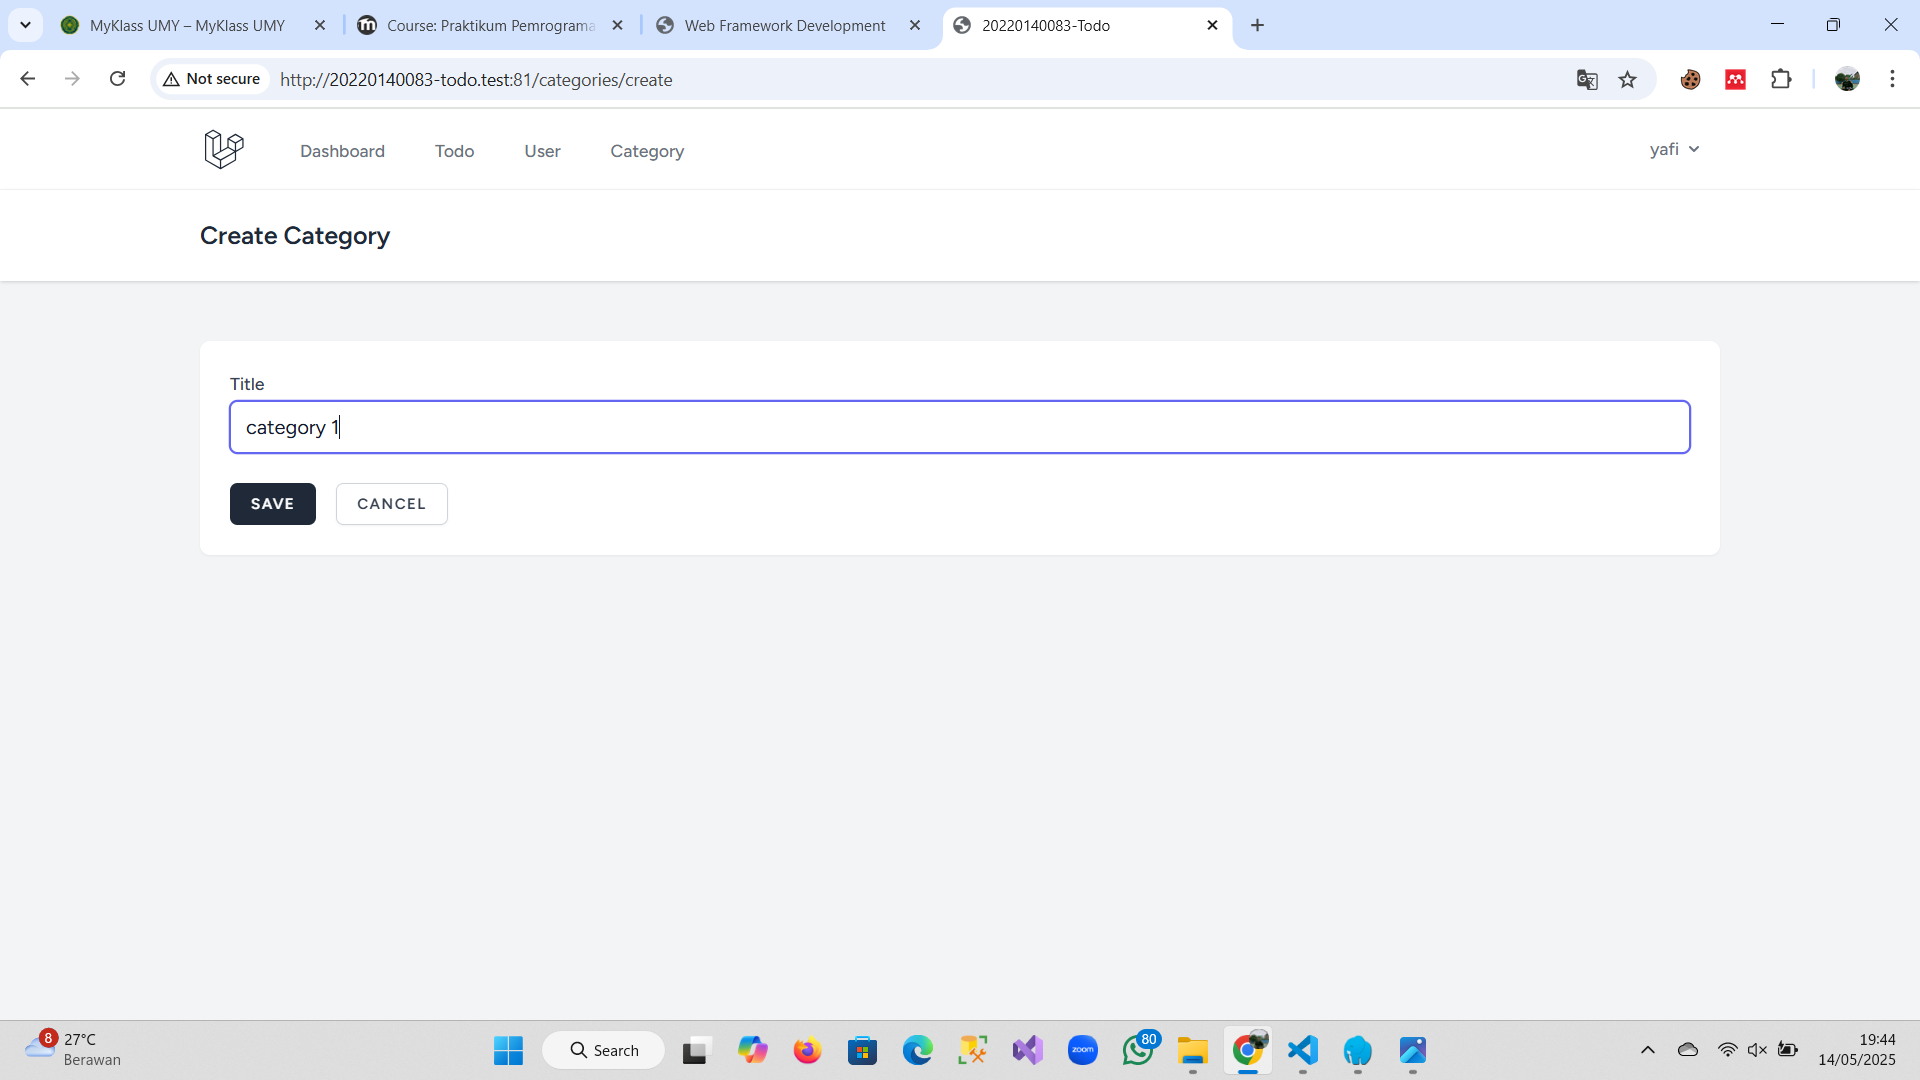 MyKlass UMY – MyKlass UMY
Course: Praktikum Pemrograma
Web Framework Development
20220140083-Todo
Not secure
http://20220140083-todo.test:81/categories/create
Dashboard
Todo
User
Category
yafi
Create Category
Title
category 1
SAVE
CANCEL
8
27°C
Berawan
Search
zoom
80
19:44
14/05/2025